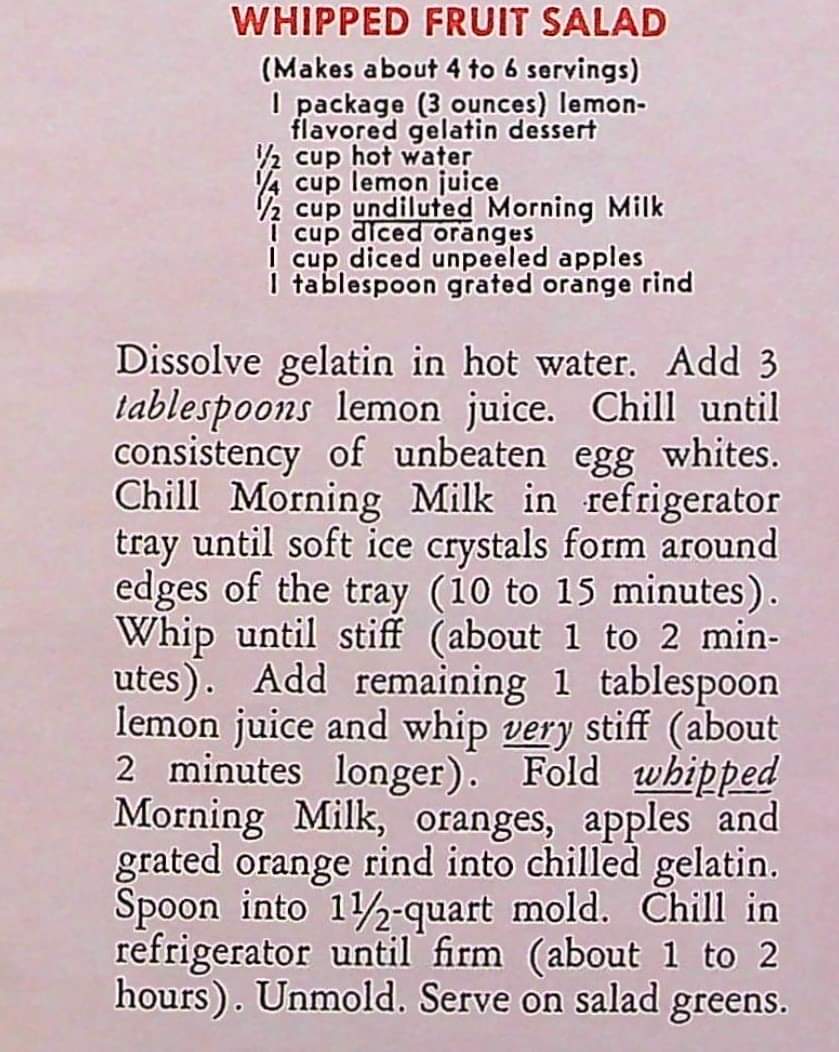 WHIPPED FRUIT SALAD
(Makes about 4 to 6 servings)
1 package (3 ounces) lemon-
flavored gelatin dessert
½ cup hot water
¼ cup lemon juice
½ cup undiluted Morning Milk
1 cup diced oranges
1 cup diced unpeeled apples
1 tablespoon grated orange rind
Dissolve gelatin in hot water. Add 3
tablespoons lemon juice. Chill until
consistency of unbeaten egg whites.
Chill Morning Milk in refrigerator
tray until soft ice crystals form around
edges of the tray (10 to 15 minutes).
Whip until stiff (about 1 to 2 min-
utes). Add remaining 1 tablespoon
lemon juice and whip very stiff (about
2 minutes longer). Fold whipped
Morning Milk, oranges, apples and
grated orange rind into chilled gelatin.
Spoon into 1½-quart mold. Chill in
refrigerator until firm (about 1 to 2
hours). Unmold. Serve on salad greens.